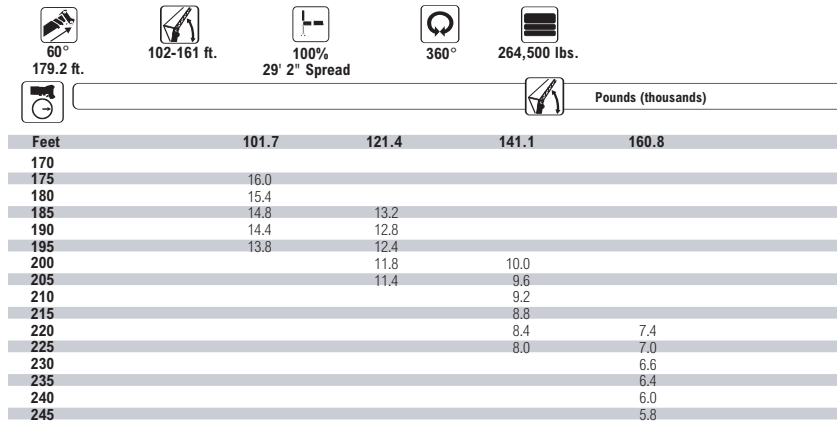 60° 102-161 ft. 100% 360° 264,500 lbs.
179.2 ft. 29' 2" Spread
Pounds (thousands)
Feet 101.7 121.4 141.1 160.8
170
175 16.0
180 15.4
185 14.8 13.2
190 14.4 12.8
195 13.8 12.4
200 11.8 10.0
205 11.4 9.6
210 9.2
215 8.8
220 8.4 7.4
225 8.0 7.0
230 6.6
235 6.4
240 6.0
245 5.8